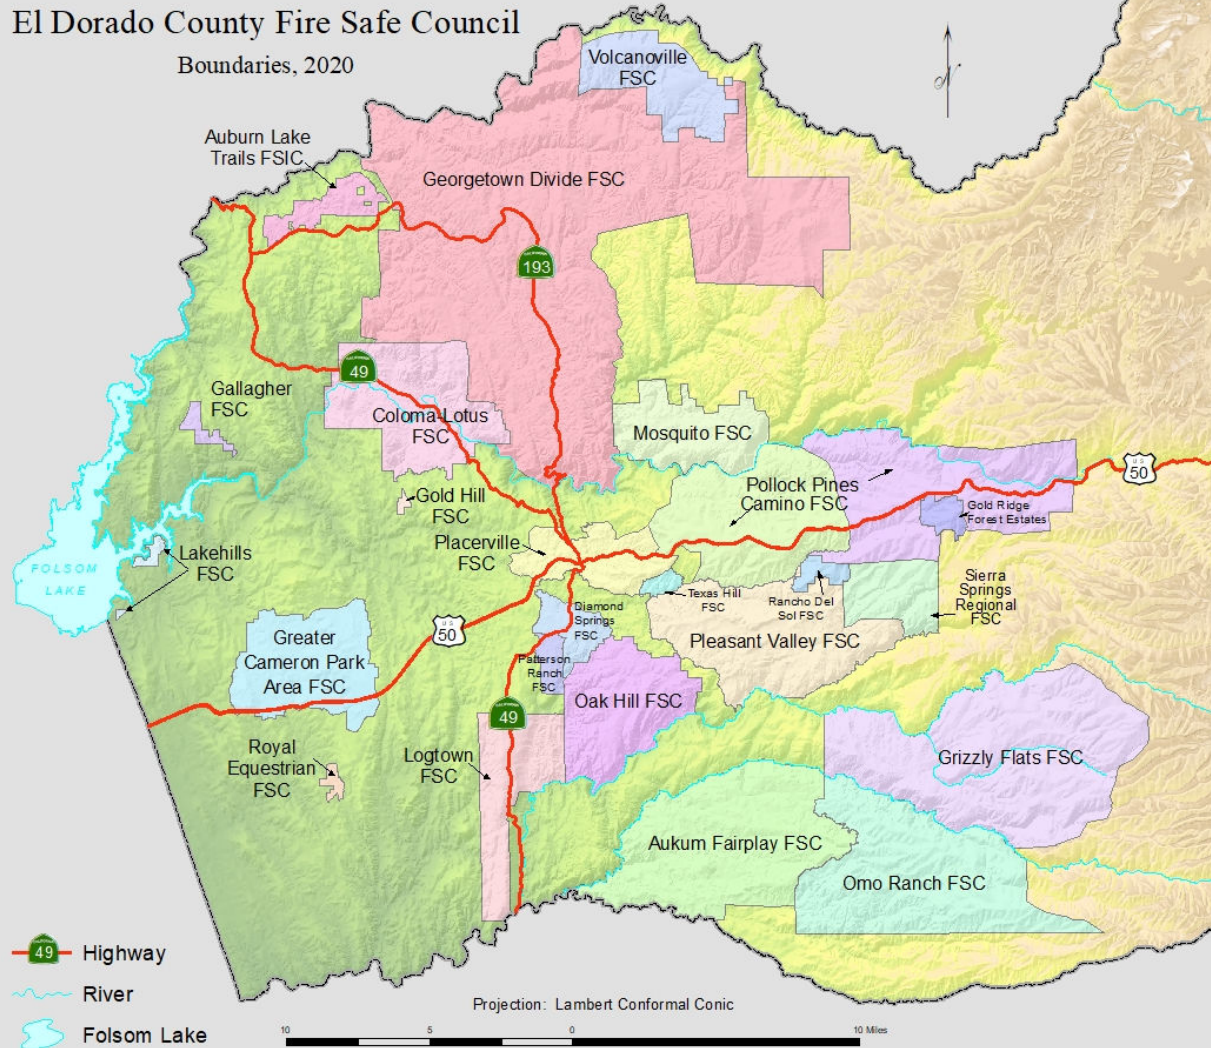 El Dorado County Fire Safe Council
Boundaries, 2020
N
Volcanoville
FSC
Auburn Lake
Trails FSIC
Georgetown Divide FSC
193
49
Gallagher
FSC
Coloma-Lotus
FSC
Mosquito FSC
U S
50
Pollock Pines
Camino FSC
Gold Hill
FSC
Gold Ridge
Forest Estates
Placerville
FSC
Lakehills
FSC
FOLSOM
LAKE
Texas Hill
FSC
Rancho Del
Sol FSC
Sierra
Springs
Regional
FSC
Diamond
Springs
FSC
U S
50
Greater
Cameron Park
Area FSC
Pleasant Valley FSC
Patterson
Ranch
FSC
Oak Hill FSC
49
Royal
Equestrian
FSC
Logtown
FSC
Grizzly Flats FSC
Aukum Fairplay FSC
Omo Ranch FSC
49
Highway
River
Folsom Lake
Projection: Lambert Conformal Conic
10 5 0 10 Miles